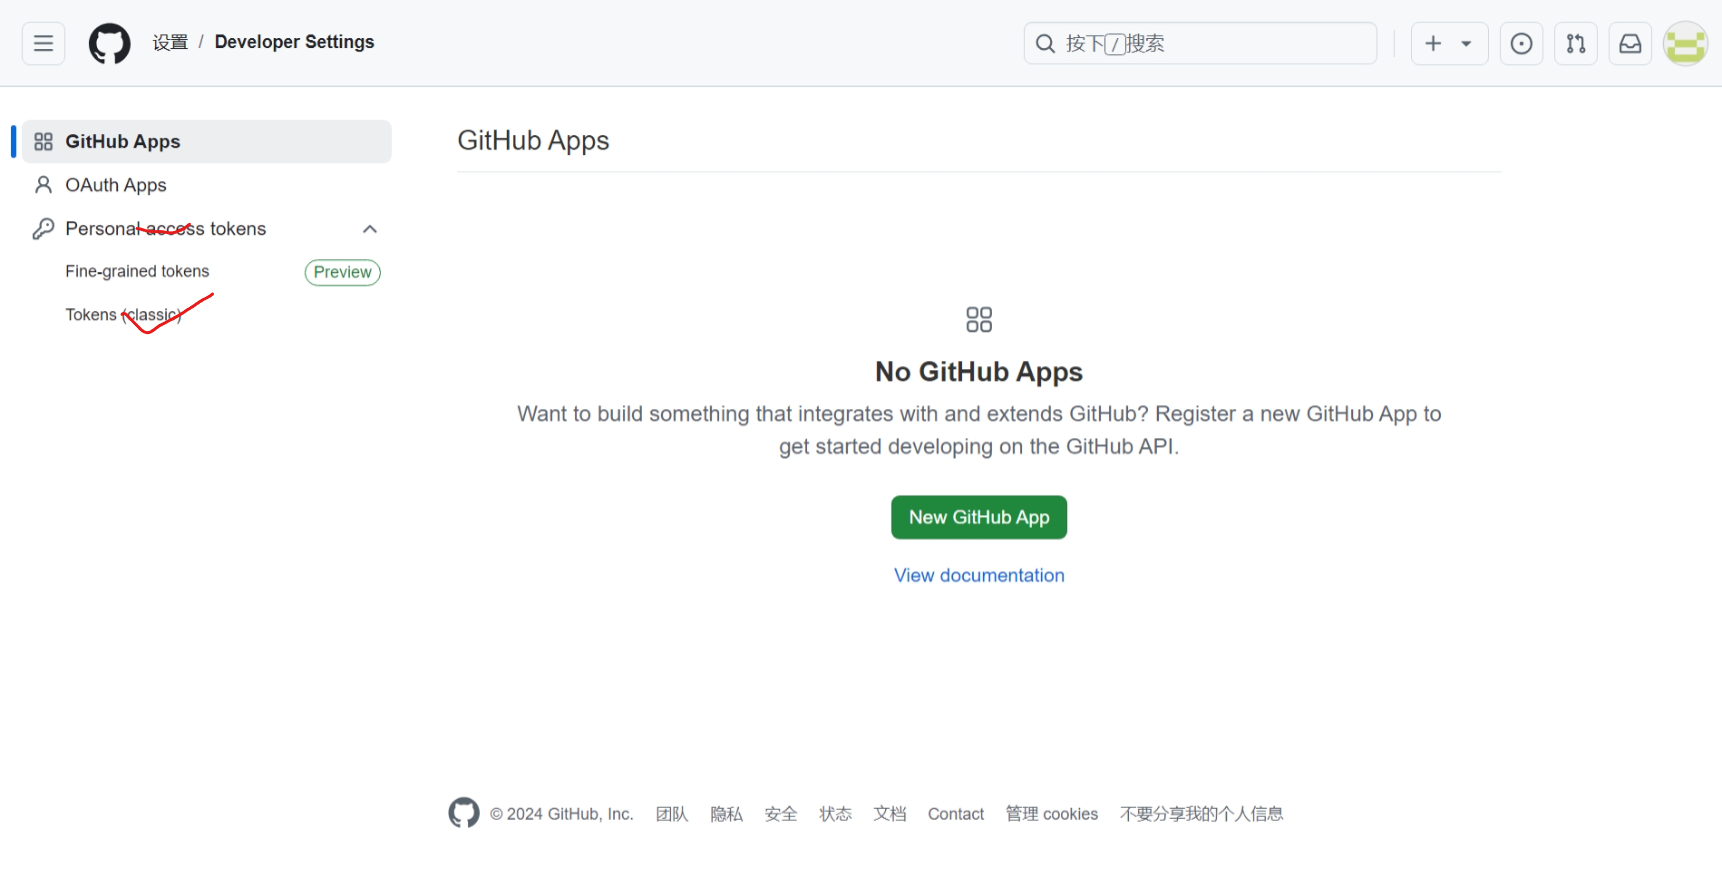 设置 / Developer Settings
按下/搜索
GitHub Apps
OAuth Apps
Personal access tokens
Fine-grained tokens Preview
Tokens (classic)
GitHub Apps
No GitHub Apps
Want to build something that integrates with and extends GitHub? Register a new GitHub App to
get started developing on the GitHub API.
New GitHub App
View documentation
© 2024 GitHub, Inc. 团队 隐私 安全 状态 文档 Contact 管理 cookies 不要分享我的个人信息